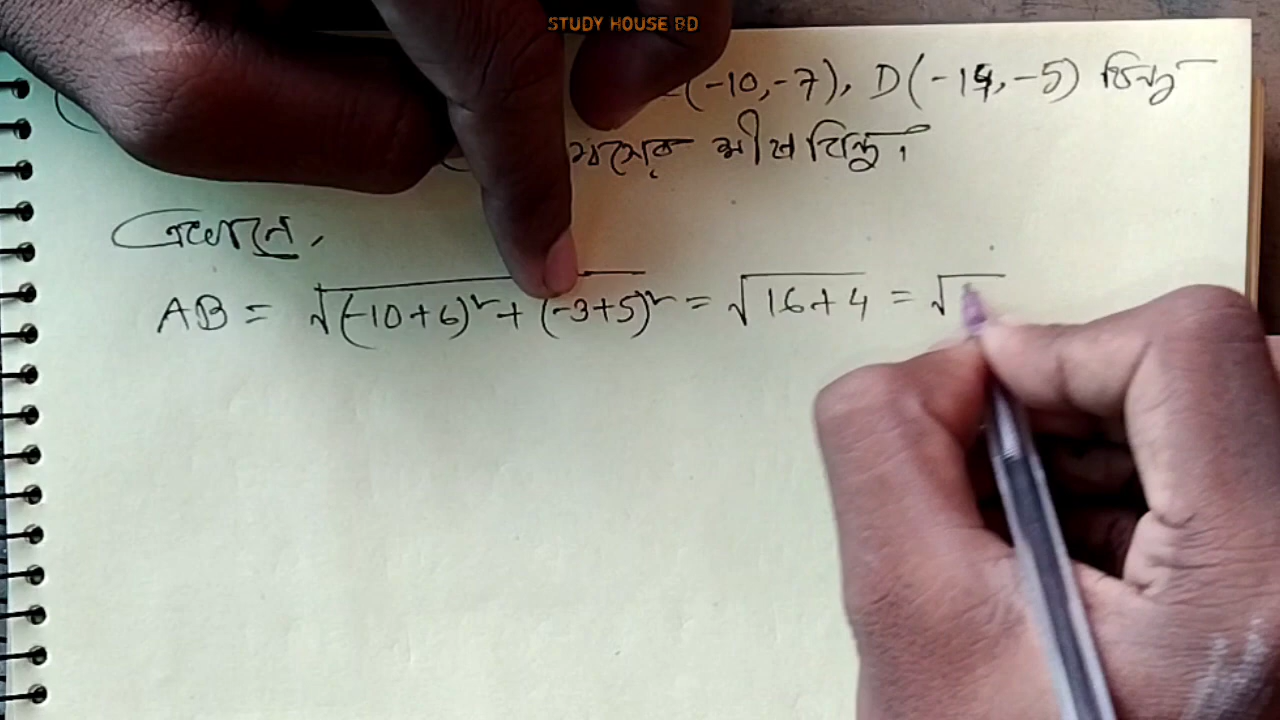 STUDY HOUSE BD
(-10,-7), D(-14,-5) বিন্দু
শীর্ষ বিন্দু।
এখানে,
AB = √(-10+6)² + (-3+5)² = √16+4 = √